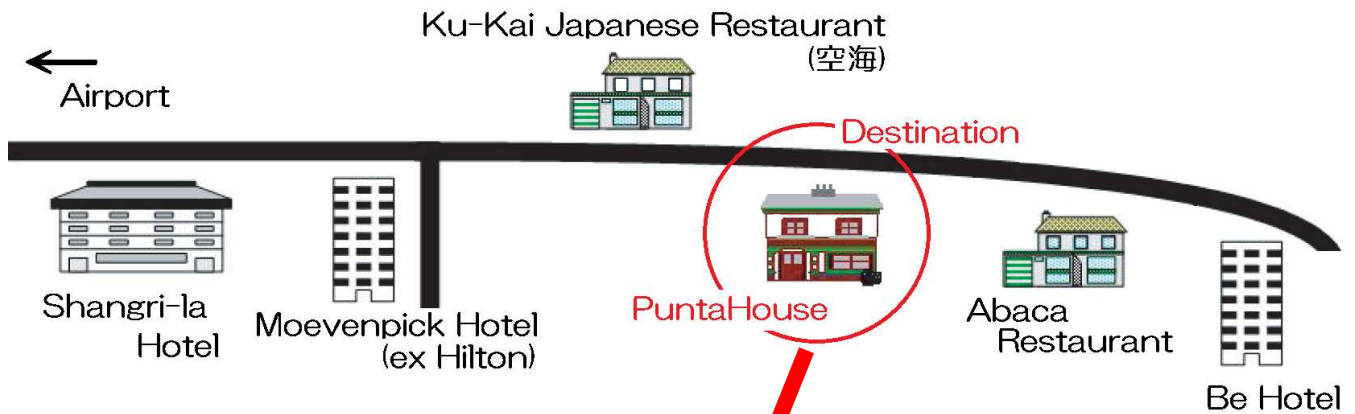 Ku-Kai Japanese Restaurant
(空海)
Airport
Destination
Shangri-la
Hotel
Moevenpick Hotel
(ex Hilton)
PuntaHouse
Abaca
Restaurant
Be Hotel